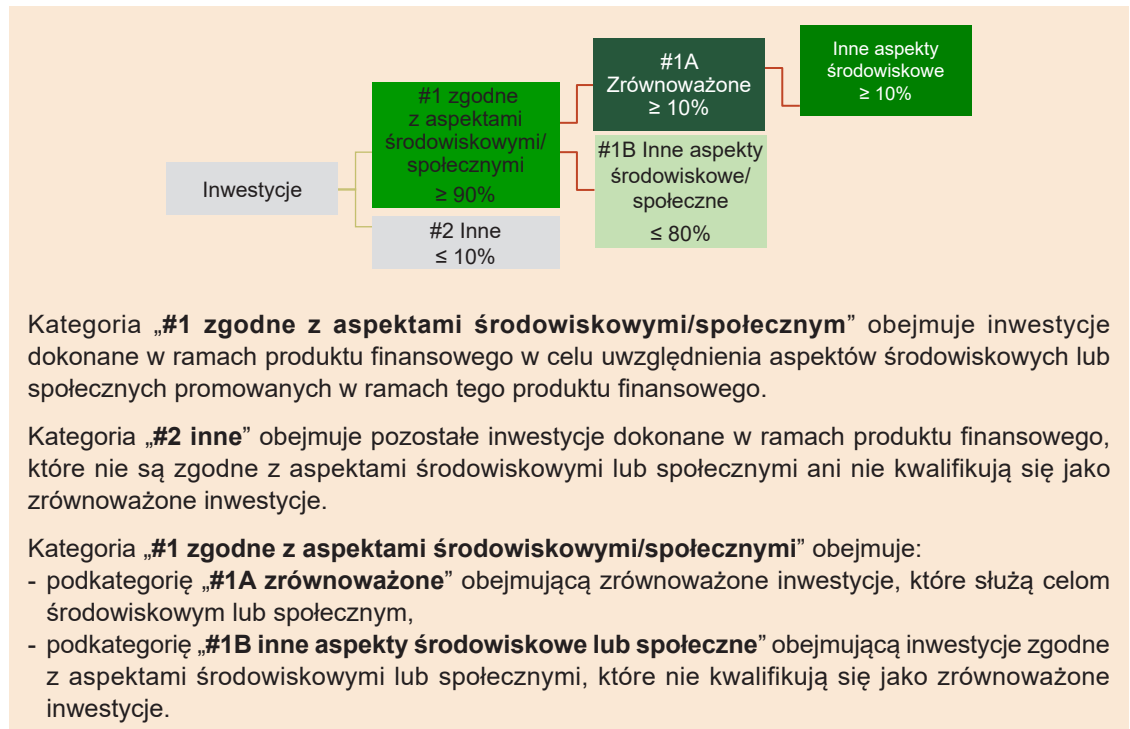 Inwestycje
#1 zgodne
z aspektami
środowiskowymi/
społecznymi
≥ 90%
#2 Inne
≤ 10%
#1A
Zrównoważone
≥ 10%
#1B Inne aspekty
środowiskowe/
społeczne
≤ 80%
Inne aspekty
środowiskowe
≥ 10%
Kategoria „#1 zgodne z aspektami środowiskowymi/społecznym” obejmuje inwestycje
dokonane w ramach produktu finansowego w celu uwzględnienia aspektów środowiskowych lub
społecznych promowanych w ramach tego produktu finansowego.
Kategoria „#2 inne” obejmuje pozostałe inwestycje dokonane w ramach produktu finansowego,
które nie są zgodne z aspektami środowiskowymi lub społecznymi ani nie kwalifikują się jako
zrównoważone inwestycje.
Kategoria „#1 zgodne z aspektami środowiskowymi/społecznymi” obejmuje:
- podkategorię „#1A zrównoważone” obejmującą zrównoważone inwestycje, które służą celom
środowiskowym lub społecznym,
- podkategorię „#1B inne aspekty środowiskowe lub społeczne” obejmującą inwestycje zgodne
z aspektami środowiskowymi lub społecznymi, które nie kwalifikują się jako zrównoważone
inwestycje.